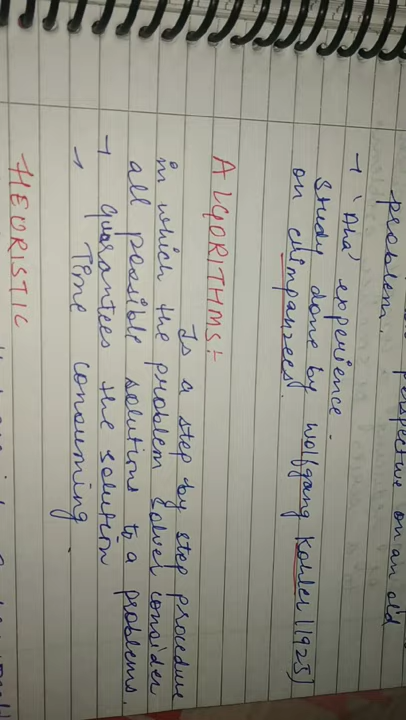 perspective on an old
problem.
→ 'Aha' experience
study done by wolfgang Kohler (1925)
on chimpanzees.
ALGORITHMS:-
Is a step by step procedure
in which the problem solver consider
all possible solutions to a problems.
→ guarantees the solution
→ Time consuming
HEORISTIC